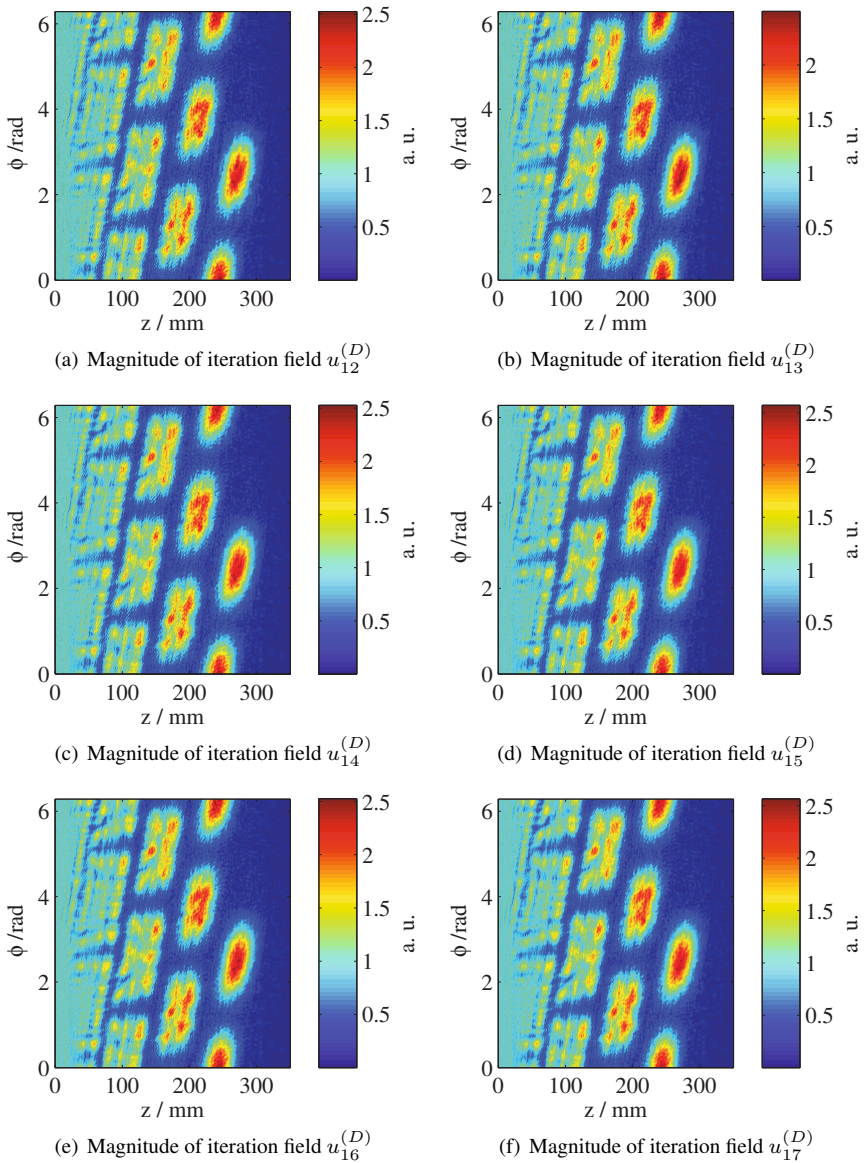 6
4
2
0
0 100 200 300
ϕ /rad
z / mm
2.5
2
1.5
1
0.5
a. u.
(a) Magnitude of iteration field $u_{12}^{(D)}$
6
4
2
0
0 100 200 300
ϕ /rad
z / mm
2
1.5
1
0.5
a. u.
(b) Magnitude of iteration field $u_{13}^{(D)}$
6
4
2
0
0 100 200 300
ϕ /rad
z / mm
2.5
2
1.5
1
0.5
a. u.
(c) Magnitude of iteration field $u_{14}^{(D)}$
6
4
2
0
0 100 200 300
ϕ /rad
z / mm
2.5
2
1.5
1
0.5
a. u.
(d) Magnitude of iteration field $u_{15}^{(D)}$
6
4
2
0
0 100 200 300
ϕ /rad
z / mm
2.5
2
1.5
1
0.5
a. u.
(e) Magnitude of iteration field $u_{16}^{(D)}$
6
4
2
0
0 100 200 300
ϕ /rad
z / mm
2.5
2
1.5
1
0.5
a. u.
(f) Magnitude of iteration field $u_{17}^{(D)}$